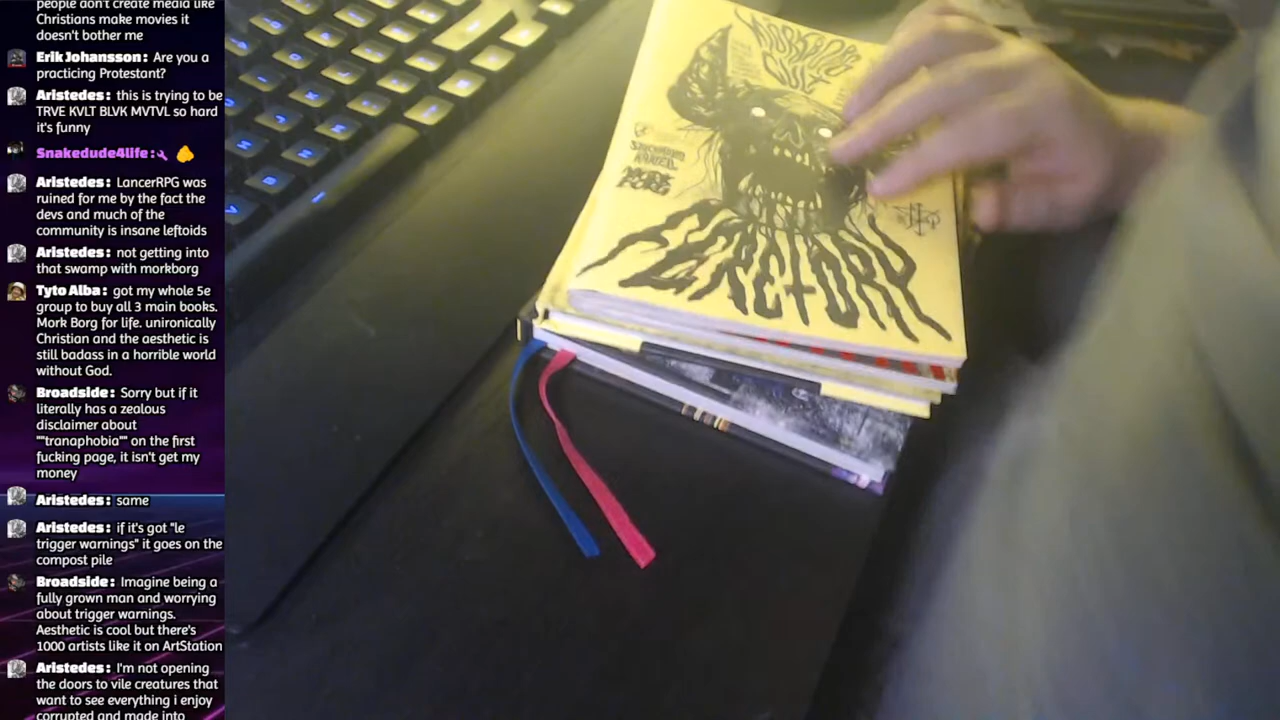 people don't create media like
Christians make movies it
doesn't bother me
Erik Johansson: Are you a
practicing Protestant?
Aristedes: this is trying to be
TRVE KVLT BLVK MVTVL so hard
it's funny
Snakedude4life:
Aristedes: LancerRPG was
ruined for me by the fact the
devs and much of the
community is insane leftoids
Aristedes: not getting into
that swamp with morkborg
Tyto Alba: got my whole 5e
group to buy all 3 main books.
Mork Borg for life. unironically
Christian and the aesthetic is
still badass in a horrible world
without God.
Broadside: Sorry but if it
literally has a zealous
disclaimer about
""tranaphobia"" on the first
fucking page, it isn't get my
money
Aristedes: same
Aristedes: if it's got "le
trigger warnings" it goes on the
compost pile
Broadside: Imagine being a
fully grown man and worrying
about trigger warnings.
Aesthetic is cool but there's
1000 artists like it on ArtStation
Aristedes: I'm not opening
the doors to vile creatures that
want to see everything i enjoy
corrupted and made into
MÖRK BORG
CULT